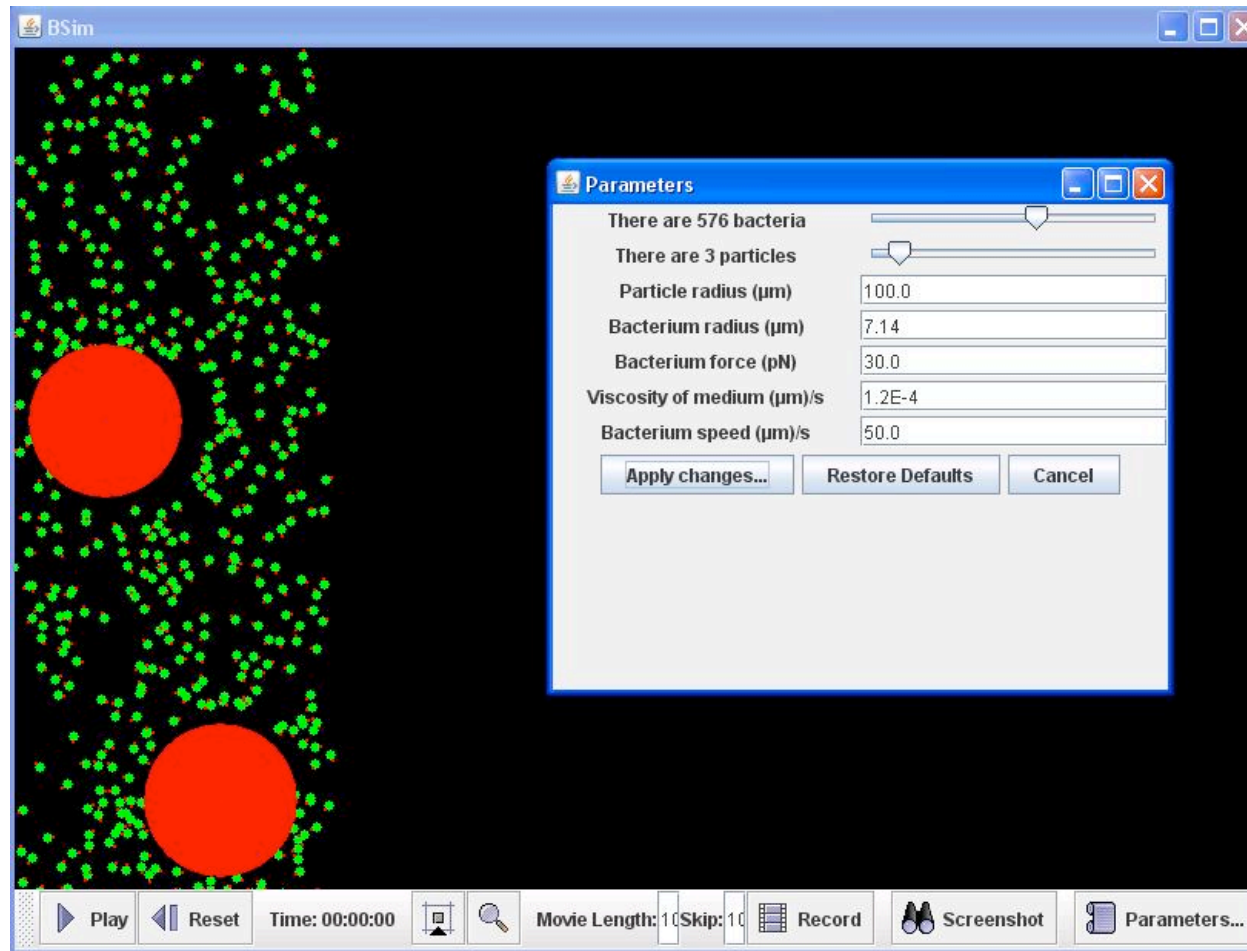 BSim
Parameters
There are 576 bacteria
There are 3 particles
Particle radius (µm) 100.0
Bacterium radius (µm) 7.14
Bacterium force (pN) 30.0
Viscosity of medium (µm)/s 1.2E-4
Bacterium speed (µm)/s 50.0
Apply changes... Restore Defaults Cancel
Play Reset Time: 00:00:00 Movie Length: Skip: Record Screenshot Parameters...